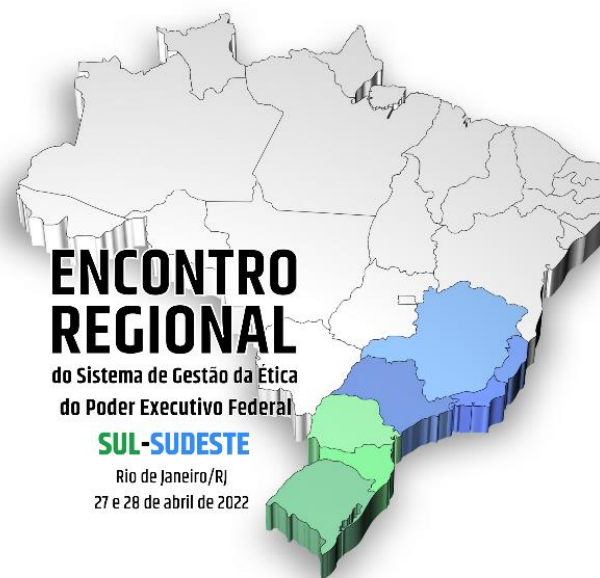 ENCONTRO
REGIONAL
do Sistema de Gestão da Ética
do Poder Executivo Federal
SUL-SUDESTE
Rio de Janeiro/RJ
27 e 28 de abril de 2022